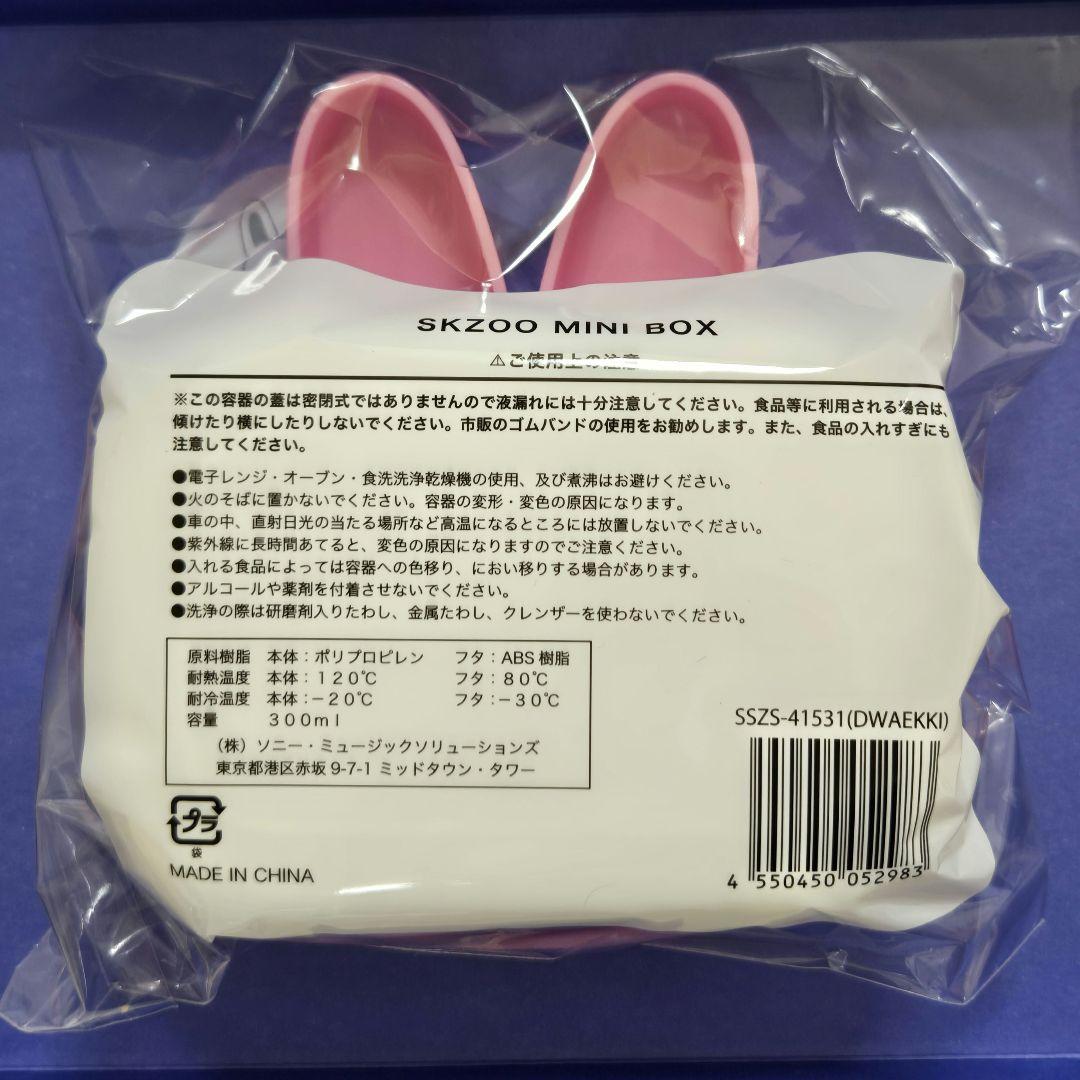 SKZOO MINI BOX
⚠ご使用上の注意
※この容器の蓋は密閉式ではありませんので液漏れには十分注意してください。食品等に利用される場合は、
傾けたり横にしたりしないでください。市販のゴムバンドの使用をお勧めします。また、食品の入れすぎにも
注意してください。
●電子レンジ・オーブン・食洗洗浄乾燥機の使用、及び煮沸はお避けください。
●火のそばに置かないでください。容器の変形・変色の原因になります。
●車の中、直射日光の当たる場所など高温になるところには放置しないでください。
●紫外線に長時間あてると、変色の原因になりますのでご注意ください。
●入れる食品によっては容器への色移り、におい移りする場合があります。
●アルコールや薬剤を付着させないでください。
●洗浄の際は研磨剤入りたわし、金属たわし、クレンザーを使わないでください。
原料樹脂 本体：ポリプロピレン フタ：ABS樹脂
耐熱温度 本体：120℃ フタ：80℃
耐冷温度 本体：－20℃ フタ：－30℃
容量 300ml
（株）ソニー・ミュージックソリューションズ
東京都港区赤坂9-7-1 ミッドタウン・タワー
SSZS-41531(DWAEKKI)
プラ
袋
MADE IN CHINA
4 550450 052983